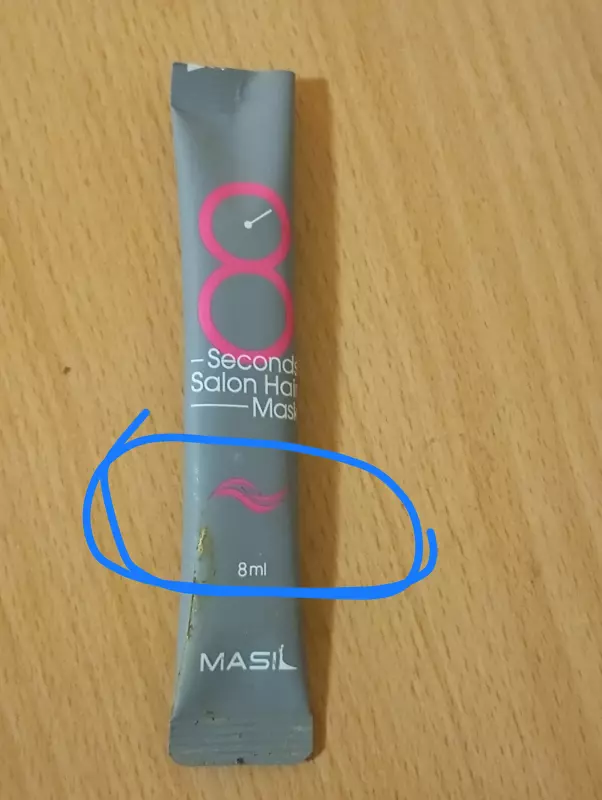 8
Seconds
Salon Hair
Mask
8ml
MASIL